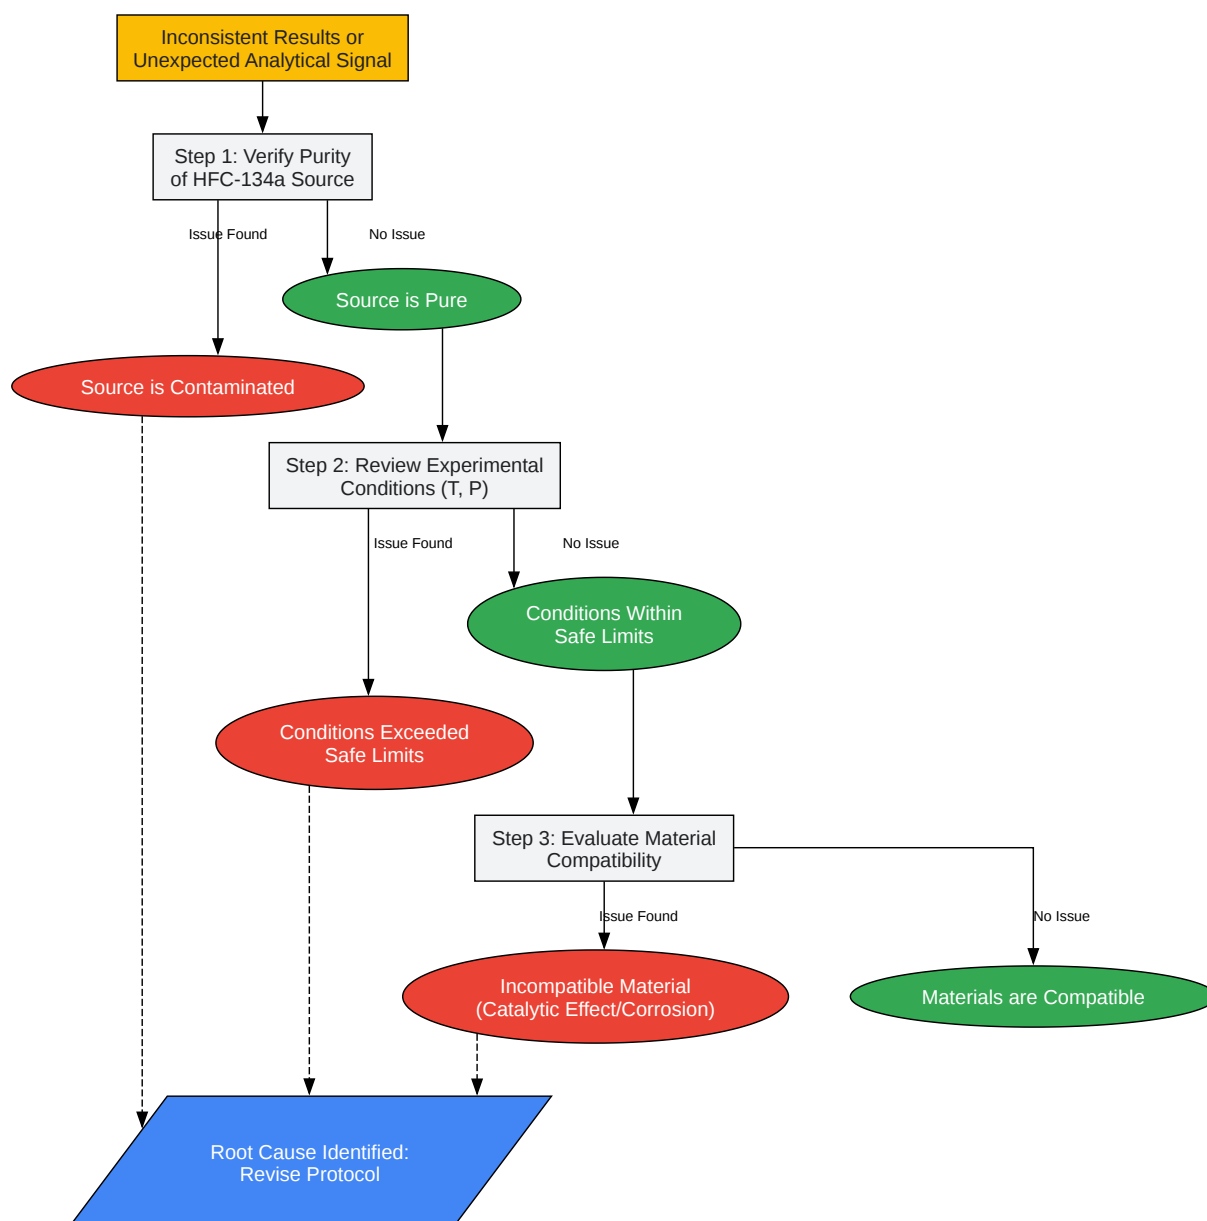 Inconsistent Results or
Unexpected Analytical Signal
Step 1: Verify Purity
of HFC-134a Source
Issue Found
No Issue
Source is Pure
Source is Contaminated
Step 2: Review Experimental
Conditions (T, P)
Issue Found
No Issue
Conditions Within
Safe Limits
Conditions Exceeded
Safe Limits
Step 3: Evaluate Material
Compatibility
Issue Found
No Issue
Incompatible Material
(Catalytic Effect/Corrosion)
Materials are Compatible
Root Cause Identified:
Revise Protocol